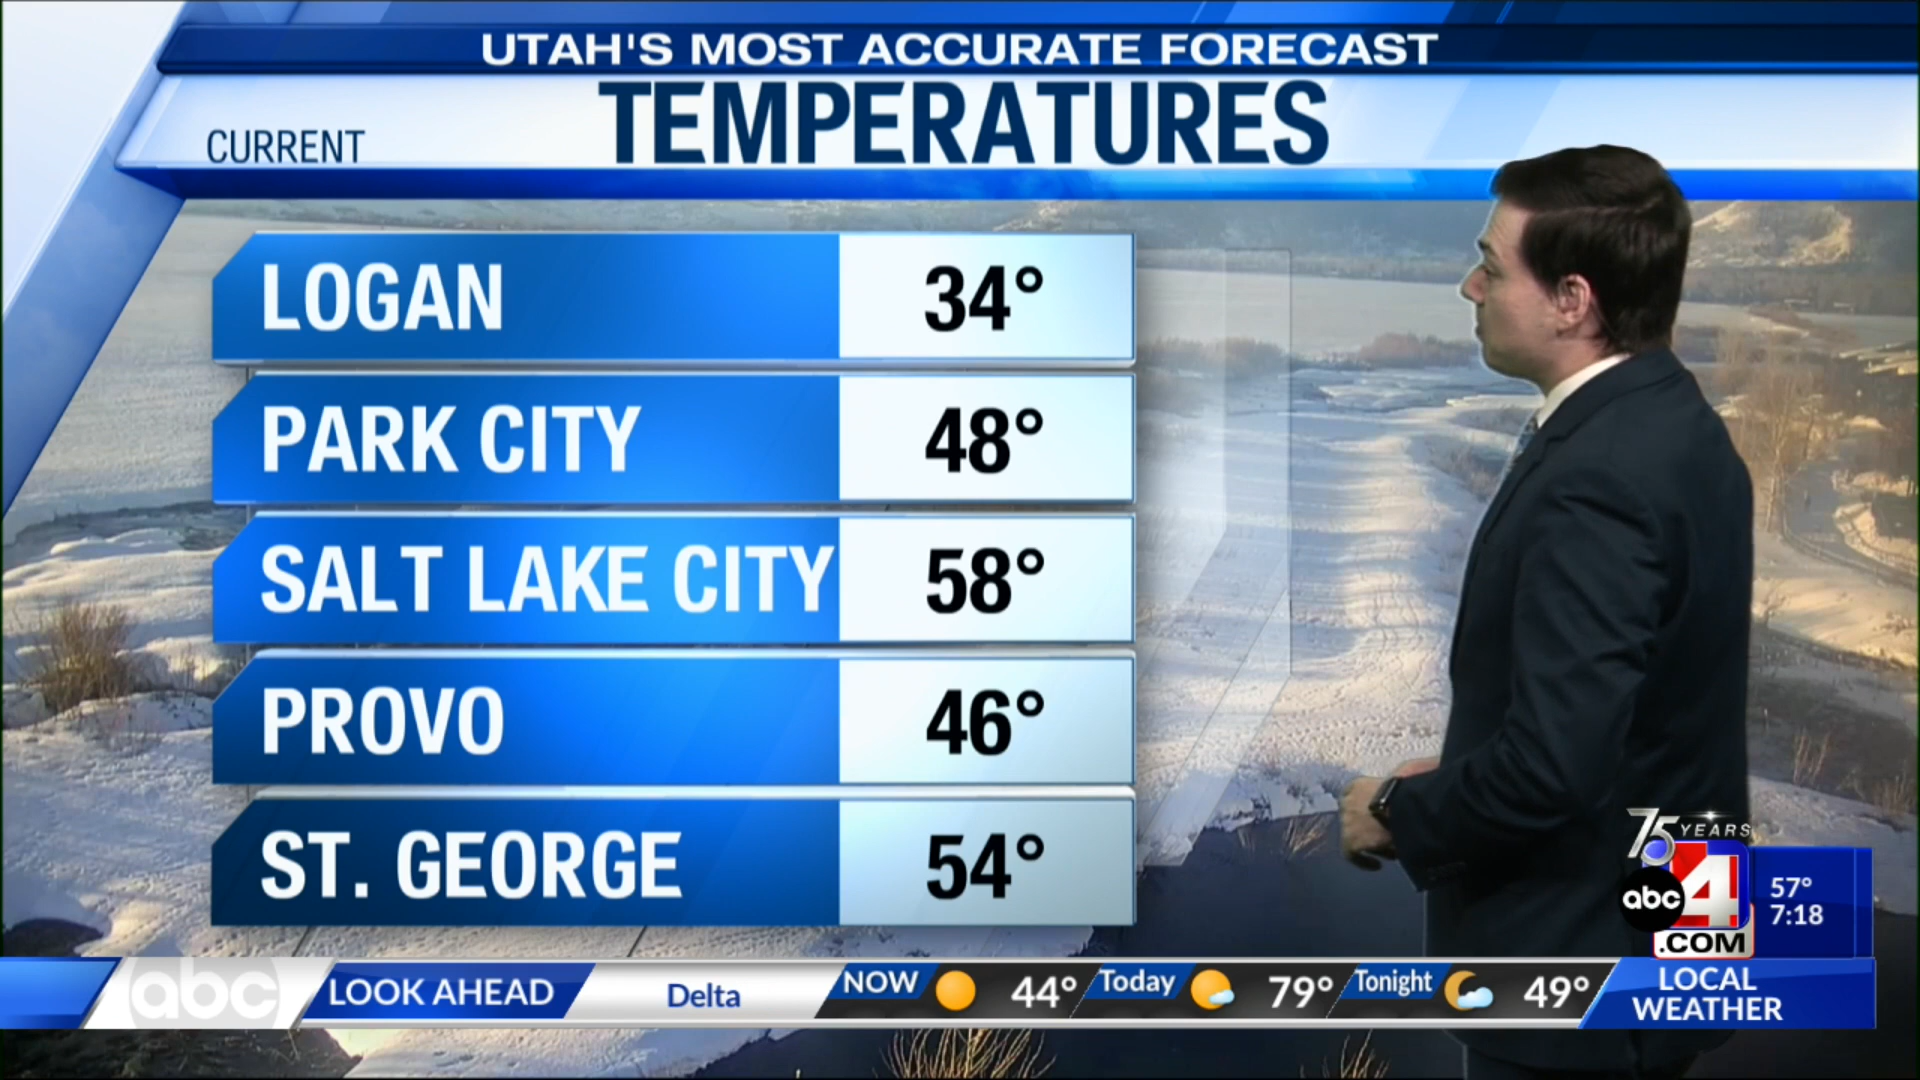 UTAH'S MOST ACCURATE FORECAST
CURRENT
TEMPERATURES
LOGAN 34°
PARK CITY 48°
SALT LAKE CITY 58°
PROVO 46°
ST. GEORGE 54°
75 YEARS
abc 4
.COM
57°
7:18
abc LOOK AHEAD Delta NOW 44° Today 79° Tonight 49°
LOCAL
WEATHER